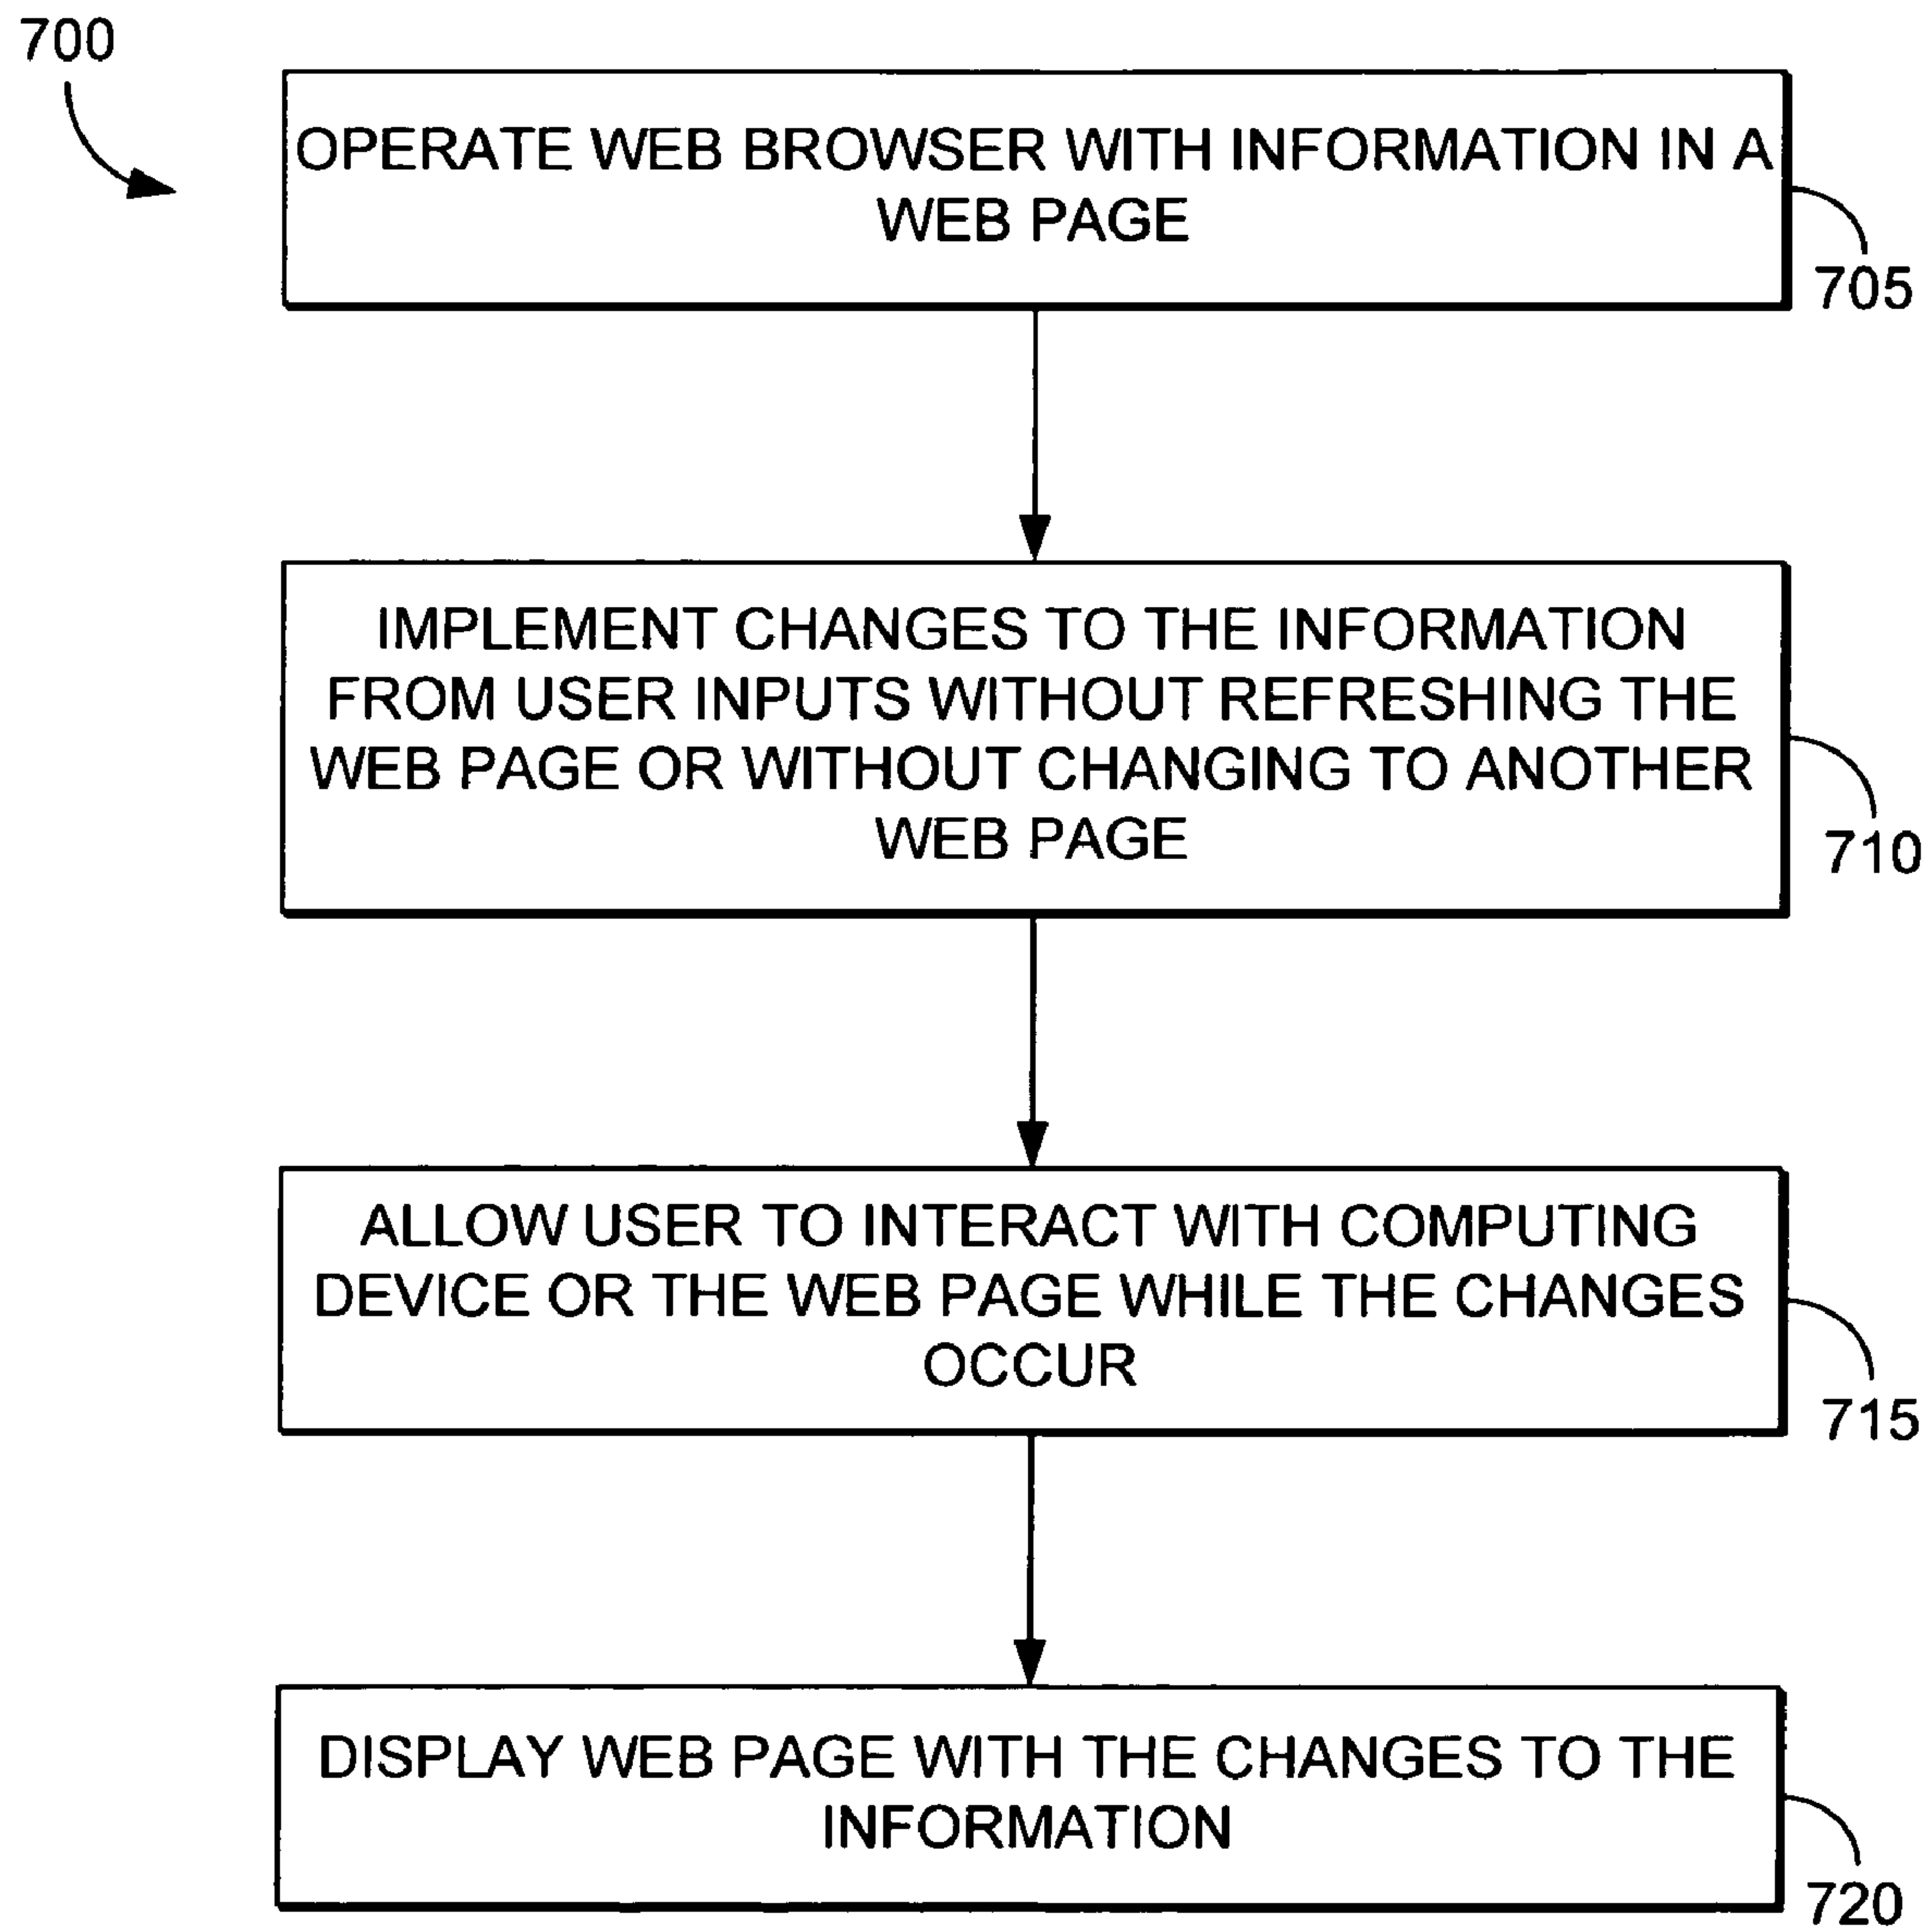 700
OPERATE WEB BROWSER WITH INFORMATION IN A
WEB PAGE
705
IMPLEMENT CHANGES TO THE INFORMATION
FROM USER INPUTS WITHOUT REFRESHING THE
WEB PAGE OR WITHOUT CHANGING TO ANOTHER
WEB PAGE
710
ALLOW USER TO INTERACT WITH COMPUTING
DEVICE OR THE WEB PAGE WHILE THE CHANGES
OCCUR
715
DISPLAY WEB PAGE WITH THE CHANGES TO THE
INFORMATION
720